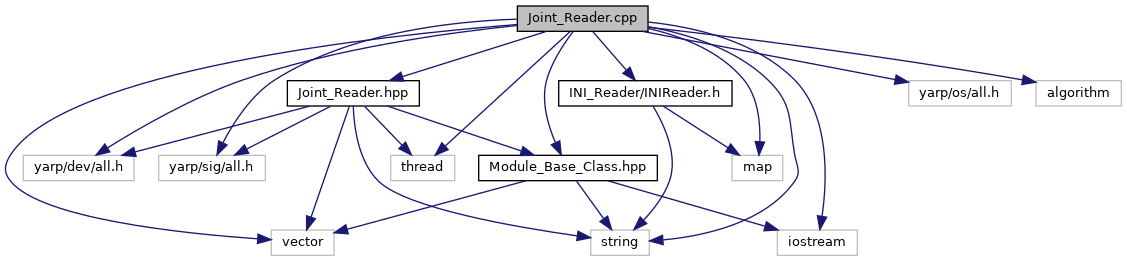 Joint_Reader.cpp
Joint_Reader.hpp
INI_Reader/INIReader.h
yarp/os/all.h
algorithm
yarp/dev/all.h
yarp/sig/all.h
thread
Module_Base_Class.hpp
map
vector
string
iostream